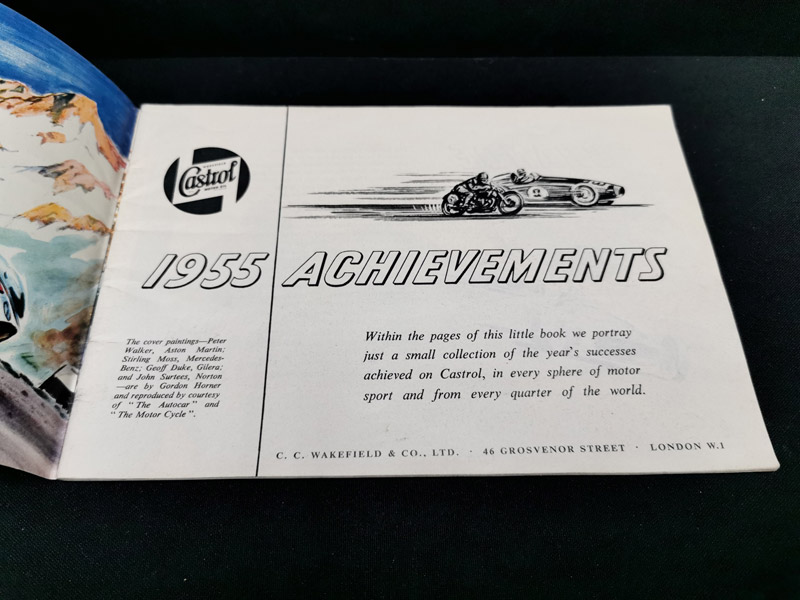 Castrol
MOTOR OIL
1955 ACHIEVEMENTS
The cover paintings—Peter
Walker, Aston Martin;
Stirling Moss, Mercedes-
Benz; Geoff Duke, Gilera;
and John Surtees, Norton
—are by Gordon Horner
and reproduced by courtesy
of "The Autocar" and
"The Motor Cycle".
Within the pages of this little book we portray
just a small collection of the year's successes
achieved on Castrol, in every sphere of motor
sport and from every quarter of the world.
C. C. WAKEFIELD & CO., LTD. · 46 GROSVENOR STREET · LONDON W.1